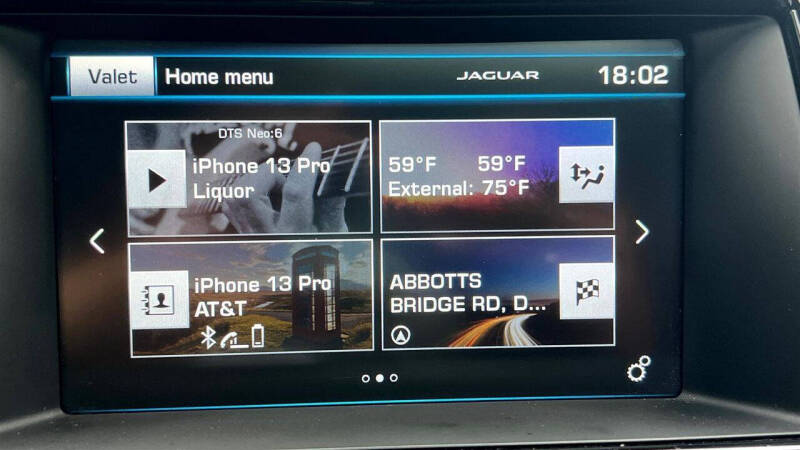 Valet Home menu JAGUAR 18:02
DTS Neo:6
iPhone 13 Pro
Liquor
59°F 59°F
External: 75°F
iPhone 13 Pro
AT&T
ABBOTTS
BRIDGE RD, D...